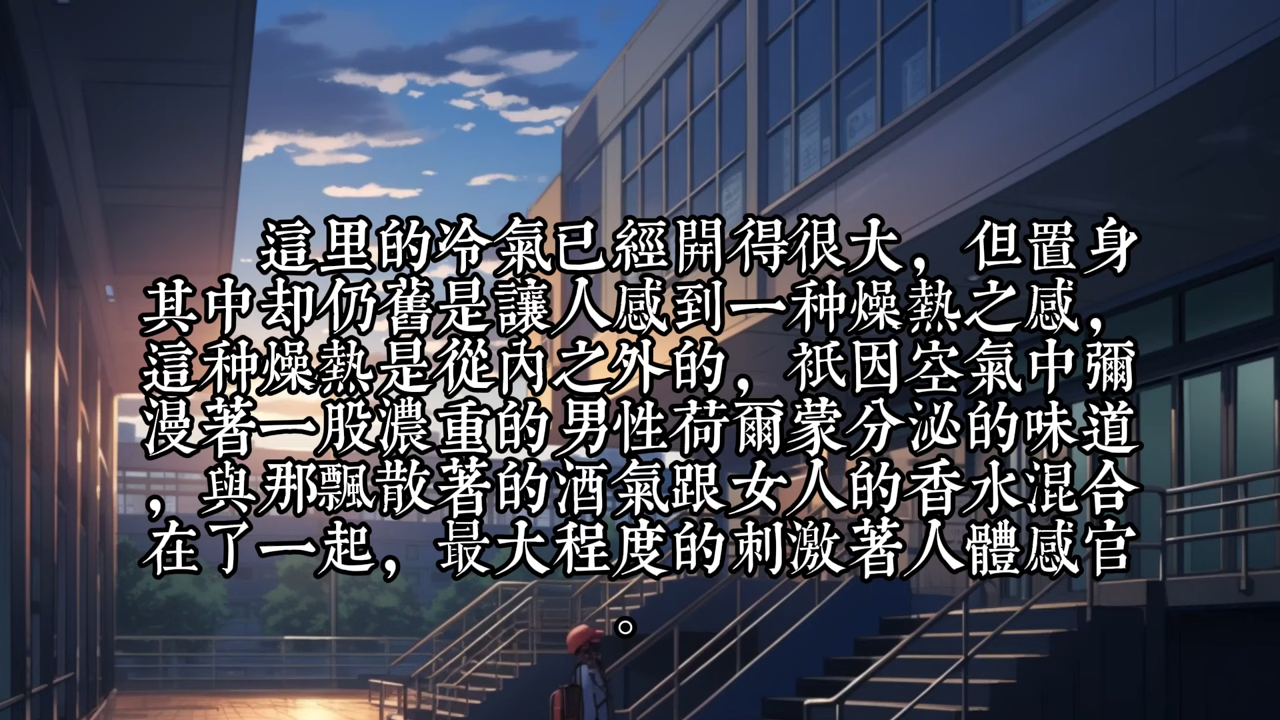 這里的冷氣已經開得很大，但置身
其中却仍舊是讓人感到一种燥熱之感，
這种燥熱是從內之外的，祇因空氣中彌
漫著一股濃重的男性荷爾蒙分泌的味道
，與那飄散著的酒氣跟女人的香水混合
在了一起，最大程度的刺激著人體感官
。